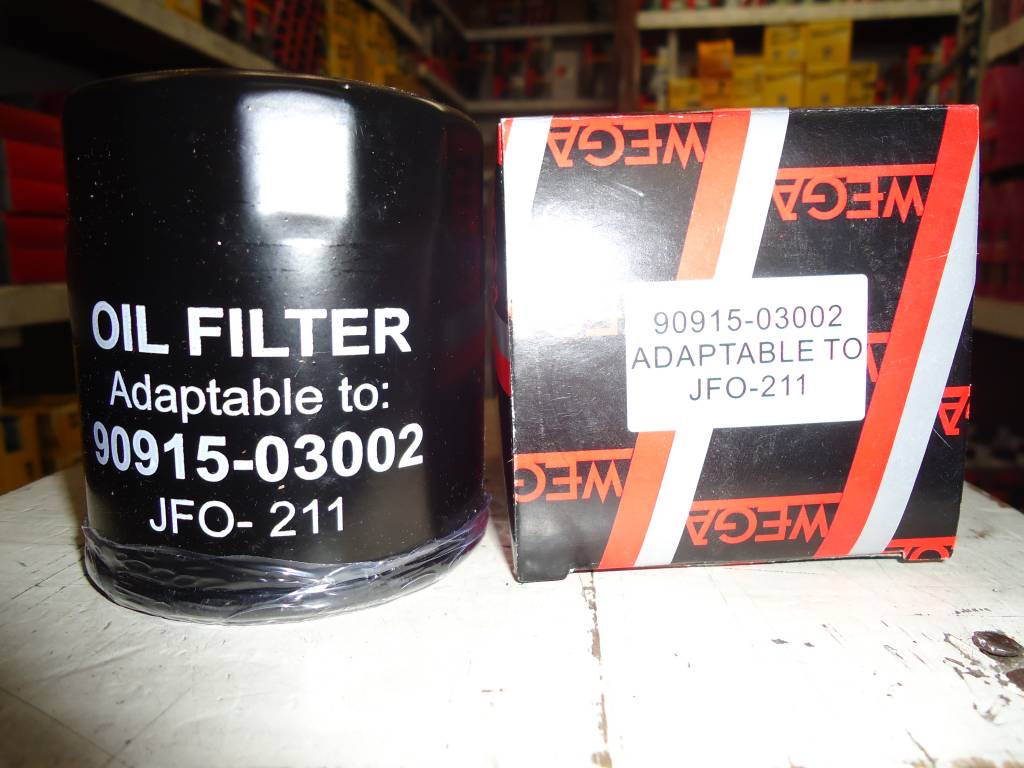 OIL FILTER
Adaptable to:
90915-03002
JFO- 211
WEGA
WEGA
90915-03002
ADAPTABLE TO
JFO-211
WEGA
WEGA